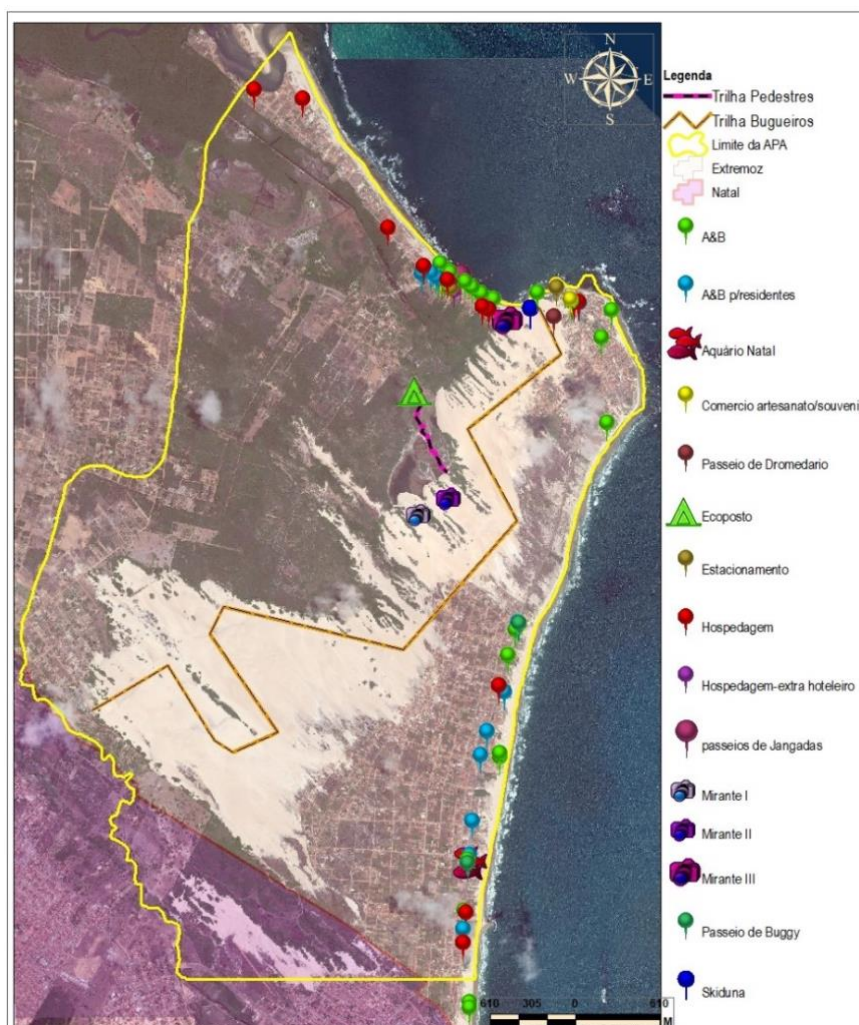 N
W
E
S
Legenda
Trilha Pedestres
Trilha Bugueiros
Limite da APA
Extremoz
Natal
A&B
A&B p/residentes
Aquário Natal
Comercio artesanato/souveni
Passeio de Dromedario
Ecoposto
Estacionamento
Hospedagem
Hospedagem-extra hoteleiro
passeios de Jangadas
Mirante I
Mirante II
Mirante III
Passeio de Buggy
Skiduna
610 305 0 610
M